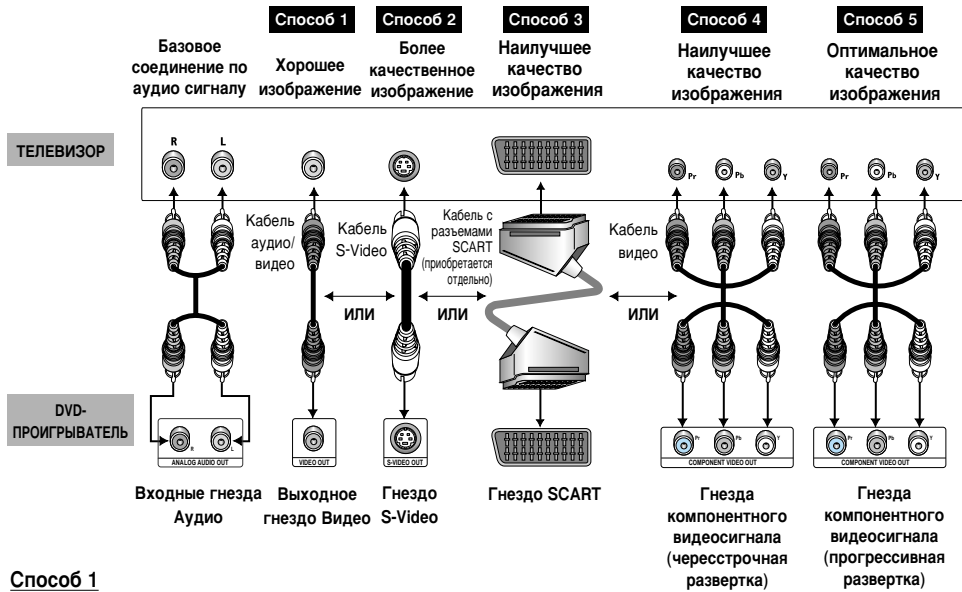 Способ 1
Способ 2
Способ 3
Способ 4
Способ 5
Базовое
соединение по
аудио сигналу
Хорошее
изображение
Более
качественное
изображение
Наилучшее
качество
изображения
Наилучшее
качество
изображения
Оптимальное
качество
изображения
ТЕЛЕВИЗОР
R
L
Pr
Pb
Y
Pr
Pb
Y
Кабель
аудио/
видео
Кабель
S-Video
Кабель с
разъемами
SCART
(приобретается
отдельно)
Кабель
видео
ИЛИ
ИЛИ
ИЛИ
DVD-
ПРОИГРЫВАТЕЛЬ
R
L
ANALOG AUDIO OUT
VIDEO OUT
S-VIDEO OUT
Pr
Pb
Y
COMPONENT VIDEO OUT
Pr
Pb
Y
COMPONENT VIDEO OUT
Входные гнезда
Аудио
Выходное
гнездо Видео
Гнездо
S-Video
Гнездо SCART
Гнезда
компонентного
видеосигнала
(чересстрочная
развертка)
Гнезда
компонентного
видеосигнала
(прогрессивная
развертка)
Способ 1